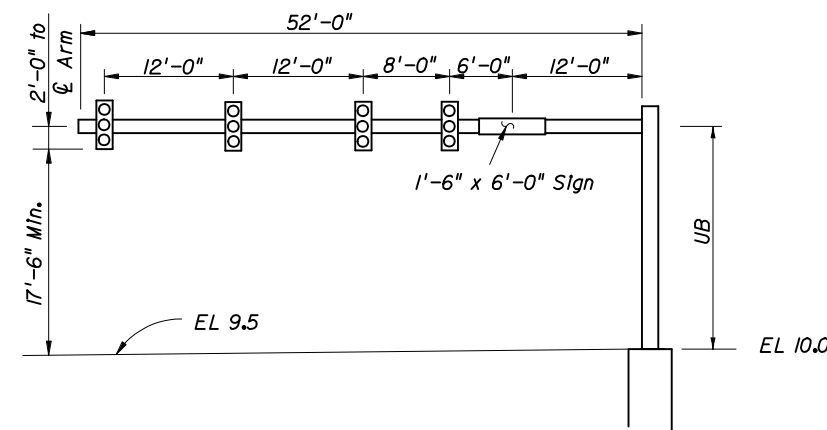 52'-0"
12'-0"
12'-0"
8'-0"
6'-0"
12'-0"
2'-0" to
℄ Arm
1'-6" x 6'-0" Sign
17'-6" Min.
UB
EL 9.5
EL 10.0